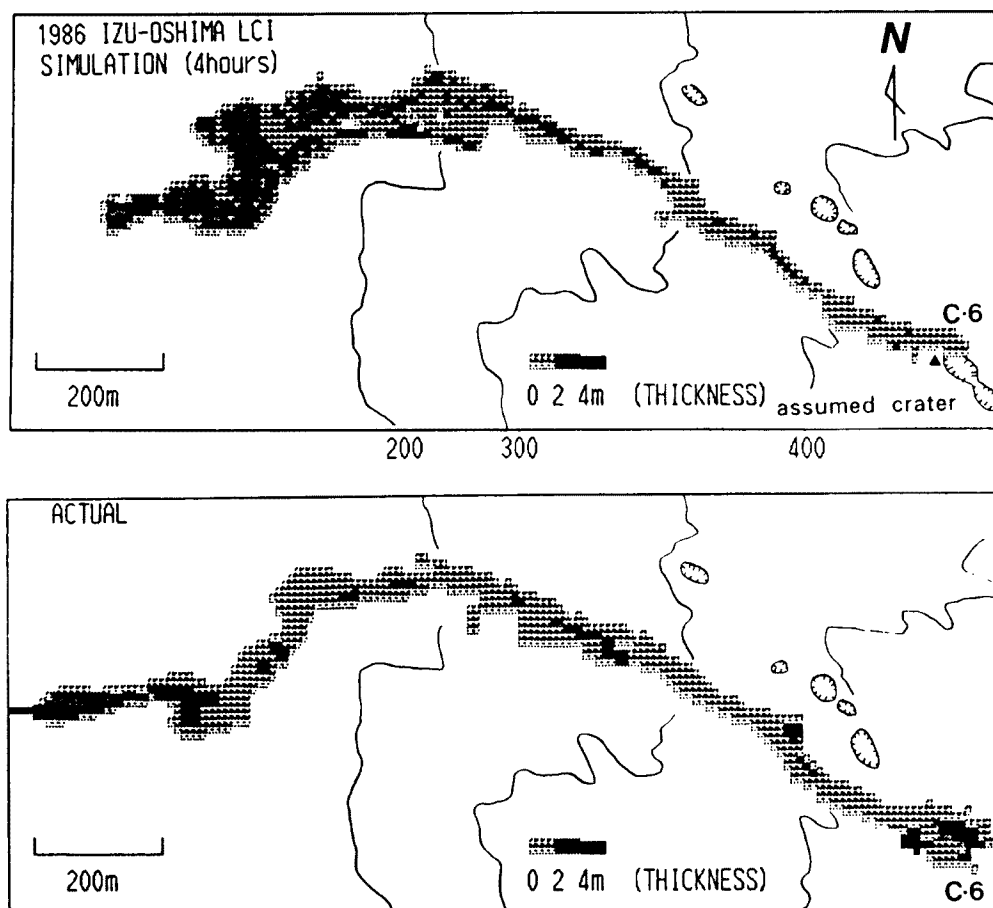 1986 IZU-OSHIMA LCI
SIMULATION (4hours)
N
C·6
200m
0 2 4m (THICKNESS)
assumed crater
200 300 400
ACTUAL
200m
0 2 4m (THICKNESS)
C·6